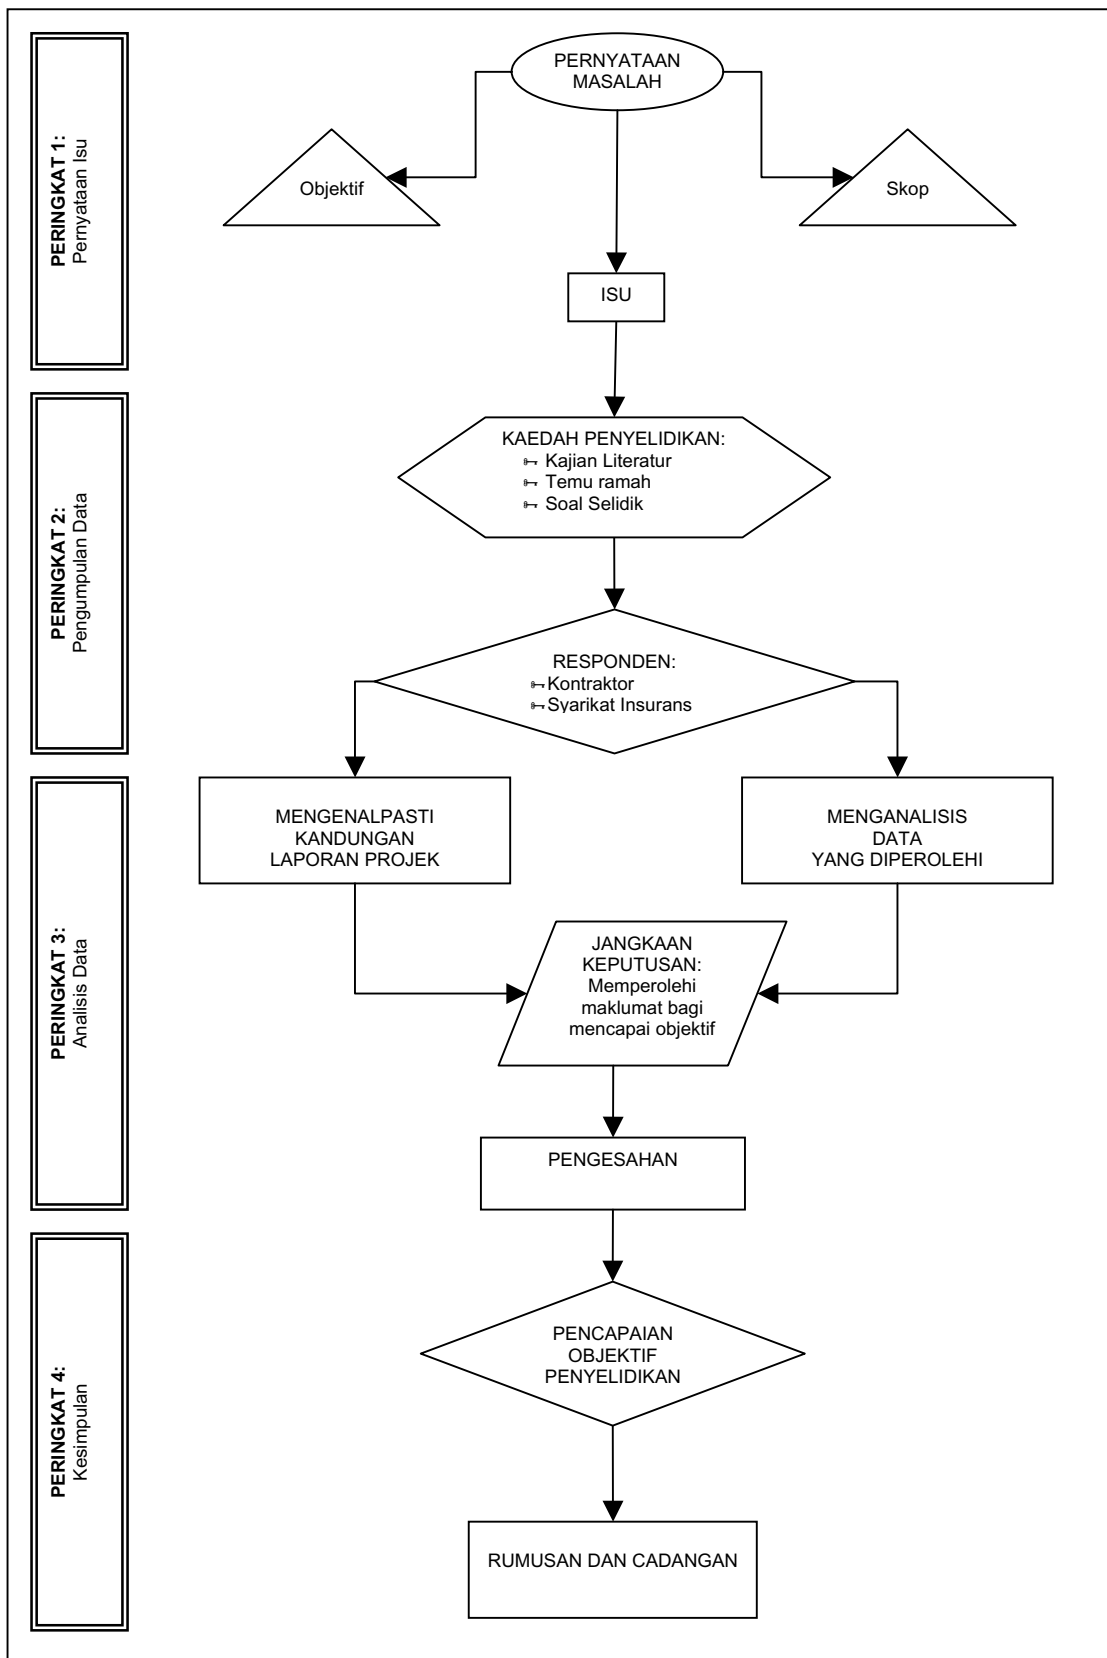 PERINGKAT 1:
Pernyataan Isu
PERNYATAAN
MASALAH
Objektif
Skop
ISU
PERINGKAT 2:
Pengumpulan Data
KAEDAH PENYELIDIKAN:
Kajian Literatur
Temu ramah
Soal Selidik
RESPONDEN:
Kontraktor
Syarikat Insurans
PERINGKAT 3:
Analisis Data
MENGENALPASTI
KANDUNGAN
LAPORAN PROJEK
MENGANALISIS
DATA
YANG DIPEROLEHI
JANGKAAN
KEPUTUSAN:
Memperolehi
maklumat bagi
mencapai objektif
PENGESAHAN
PERINGKAT 4:
Kesimpulan
PENCAPAIAN
OBJEKTIF
PENYELIDIKAN
RUMUSAN DAN CADANGAN